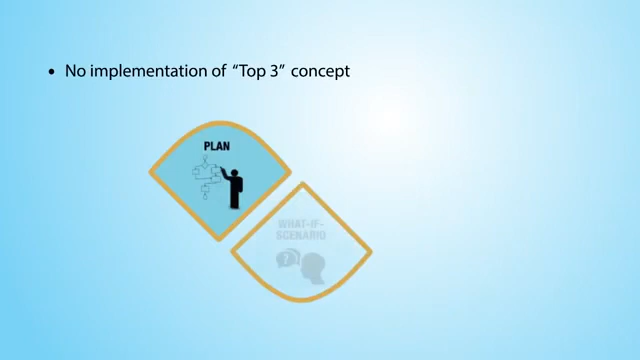 • No implementation of “Top 3” concept
PLAN
WHAT-IF-
SCENARIO
?